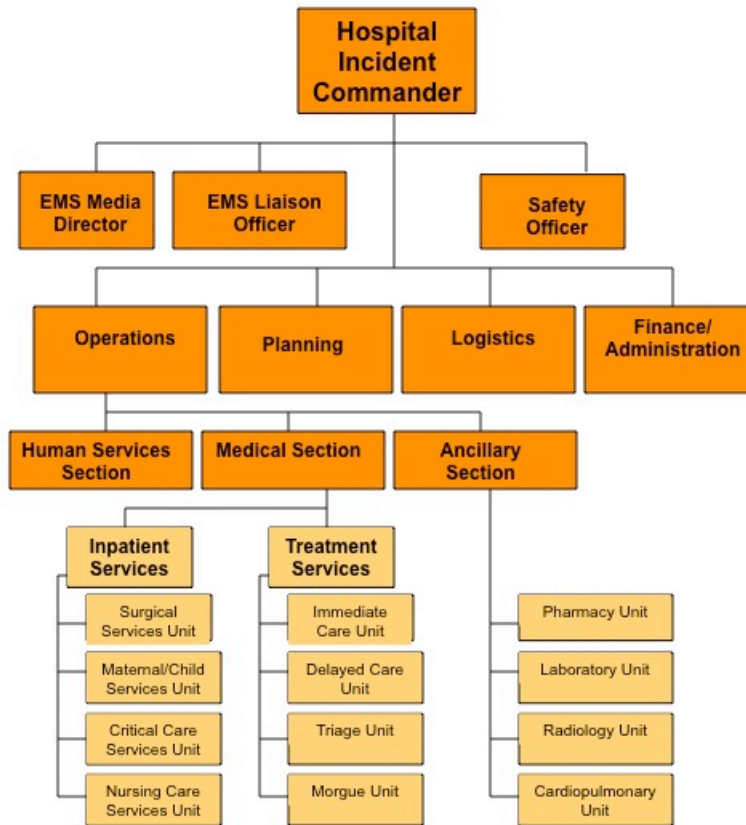 Hospital
Incident
Commander
EMS Media
Director
EMS Liaison
Officer
Safety
Officer
Operations
Planning
Logistics
Finance/
Administration
Human Services
Section
Medical Section
Ancillary
Section
Inpatient
Services
Treatment
Services
Surgical
Services Unit
Immediate
Care Unit
Pharmacy Unit
Maternal/Child
Services Unit
Delayed Care
Unit
Laboratory Unit
Critical Care
Services Unit
Triage Unit
Radiology Unit
Nursing Care
Services Unit
Morgue Unit
Cardiopulmonary
Unit